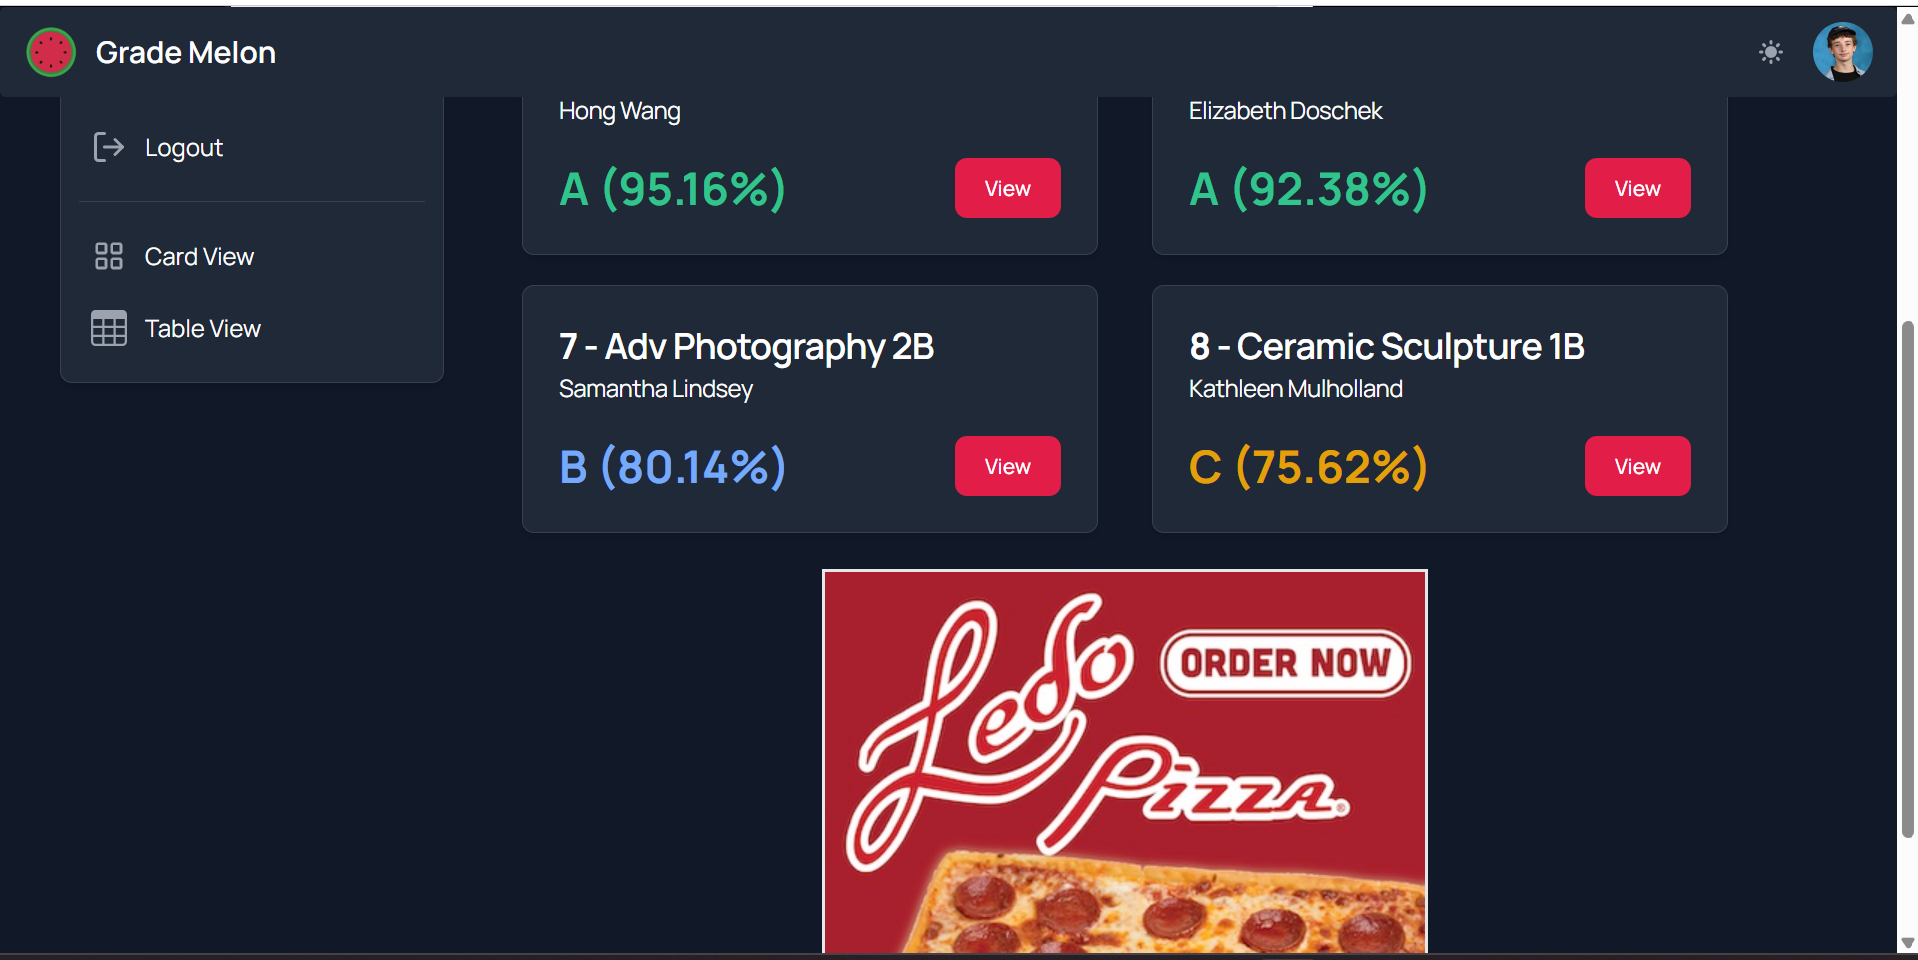 Grade Melon
Logout
Card View
Table View
Hong Wang
A (95.16%)
View
Elizabeth Doschek
A (92.38%)
View
7 - Adv Photography 2B
Samantha Lindsey
B (80.14%)
View
8 - Ceramic Sculpture 1B
Kathleen Mulholland
C (75.62%)
View
Ledo
Pizza®
ORDER NOW